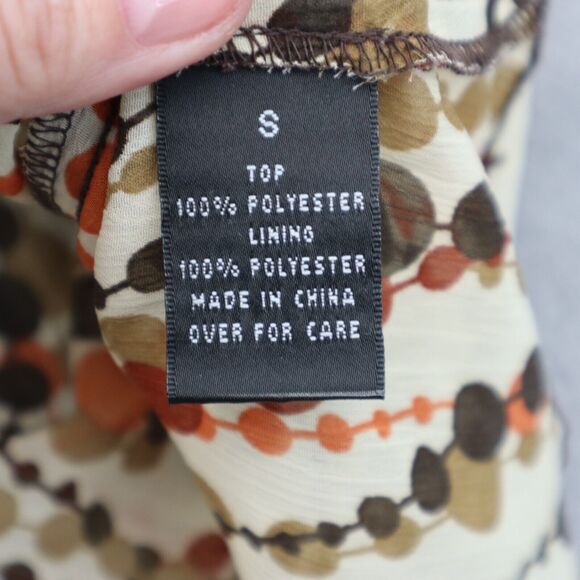 S
TOP
100% POLYESTER
LINING
100% POLYESTER
MADE IN CHINA
OVER FOR CARE